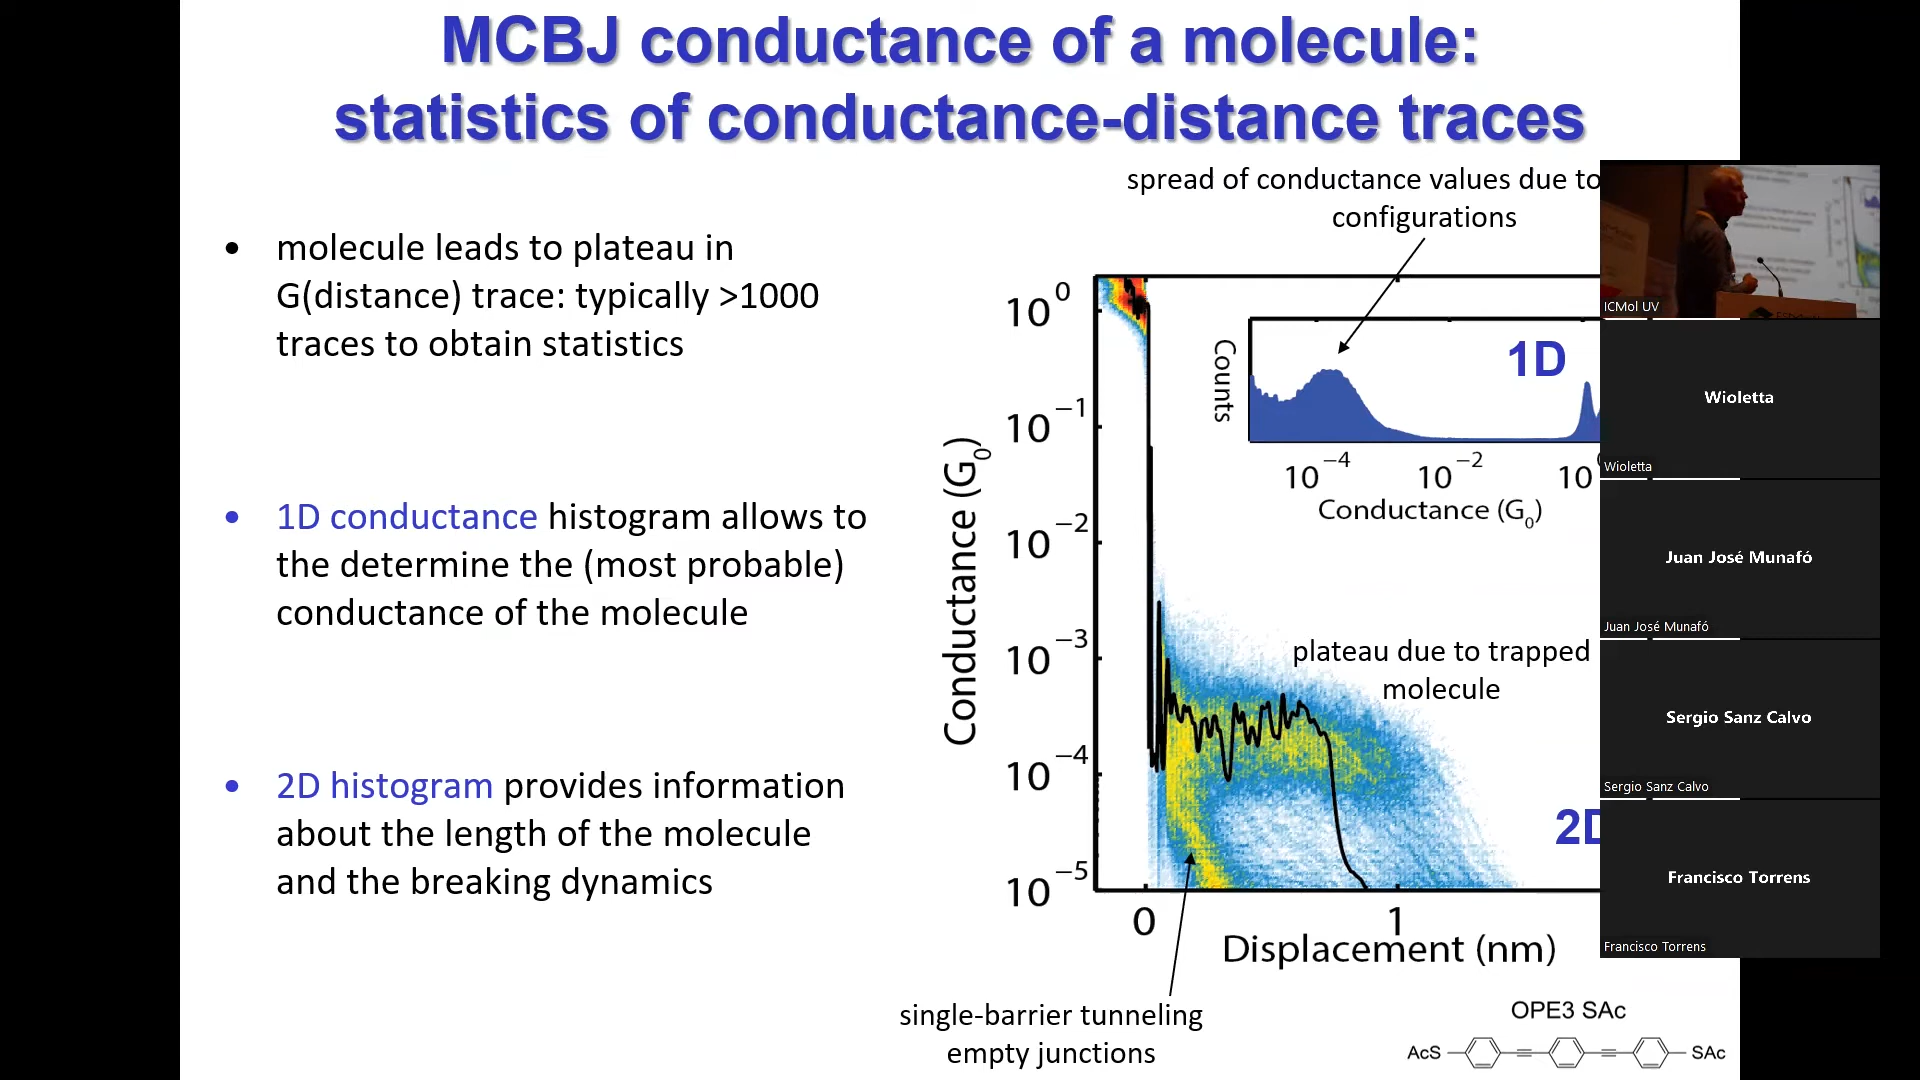 MCBJ conductance of a molecule:
statistics of conductance-distance traces
• molecule leads to plateau in
G(distance) trace: typically >1000
traces to obtain statistics
• 1D conductance histogram allows to
the determine the (most probable)
conductance of the molecule
• 2D histogram provides information
about the length of the molecule
and the breaking dynamics
spread of conductance values due to
configurations
Conductance (G₀)
10⁰
10⁻¹
10⁻²
10⁻³
10⁻⁴
10⁻⁵
Counts
1D
10⁻⁴ 10⁻² 10
Conductance (G₀)
plateau due to trapped
molecule
2D
0 1
Displacement (nm)
single-barrier tunneling
empty junctions
OPE3 SAc
AcS SAc
ICMol UV
Wioletta
Wioletta
Juan José Munafó
Juan José Munafó
Sergio Sanz Calvo
Sergio Sanz Calvo
Francisco Torrens
Francisco Torrens